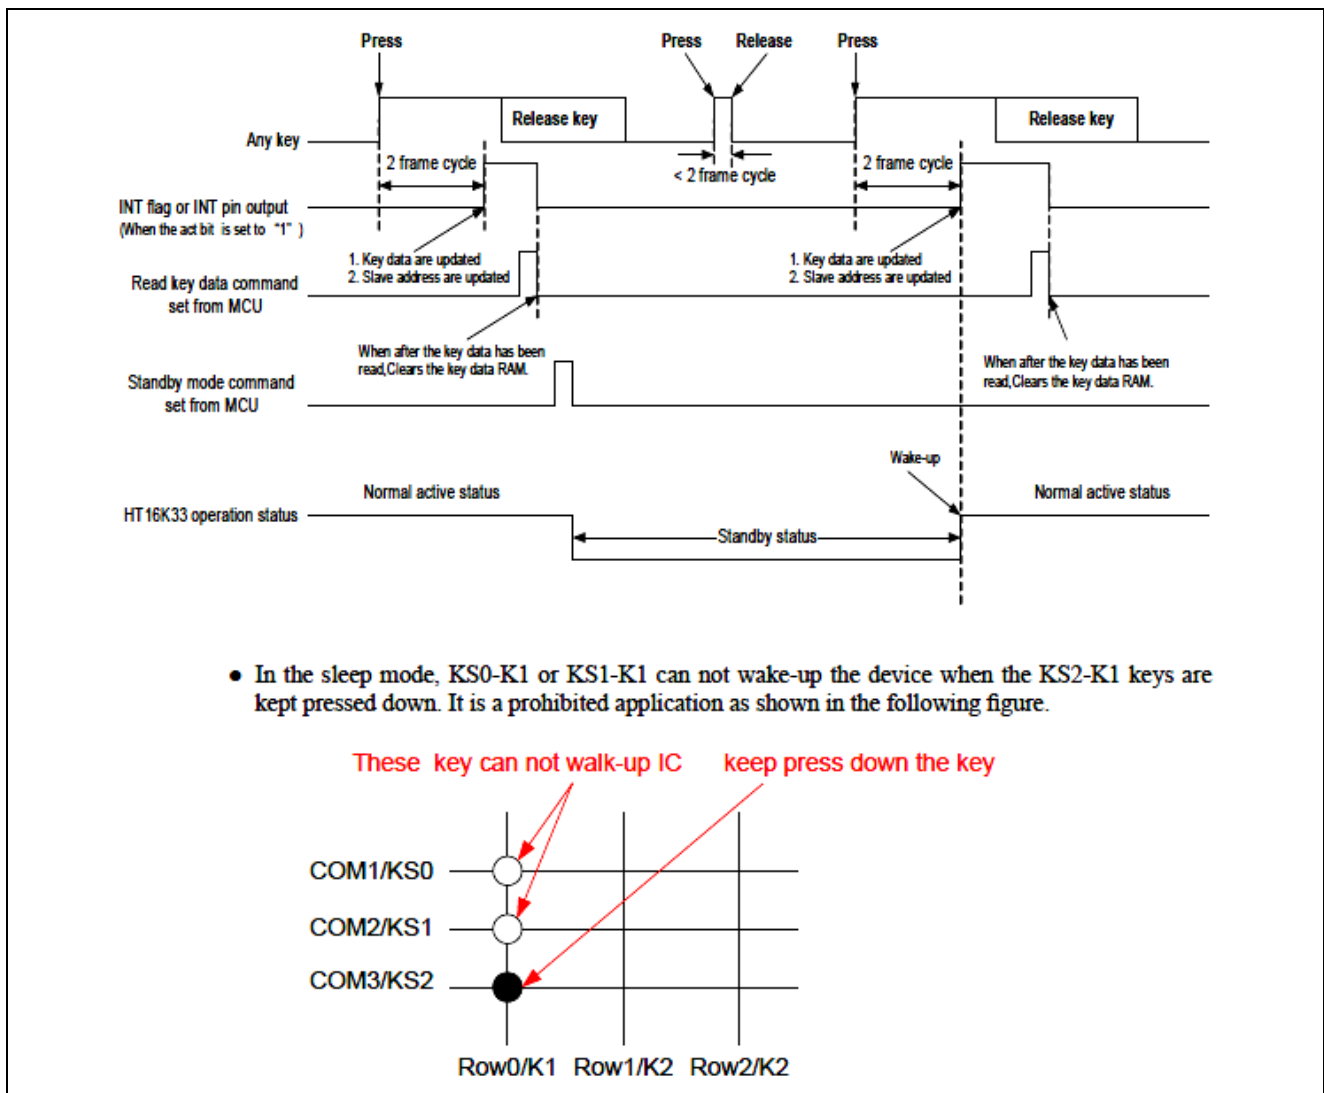 Press
Press Release Press
Any key
Release key
Release key
2 frame cycle
< 2 frame cycle
2 frame cycle
INT flag or INT pin output
(When the act bit is set to “1” )
1. Key data are updated
2. Slave address are updated
1. Key data are updated
2. Slave address are updated
Read key data command
set from MCU
When after the key data has been
read,Clears the key data RAM.
When after the key data has been
read,Clears the key data RAM.
Standby mode command
set from MCU
Wake-up
Normal active status
Normal active status
HT16K33 operation status
Standby status
● In the sleep mode, KS0-K1 or KS1-K1 can not wake-up the device when the KS2-K1 keys are
kept pressed down. It is a prohibited application as shown in the following figure.
These key can not walk-up IC keep press down the key
COM1/KS0
COM2/KS1
COM3/KS2
Row0/K1 Row1/K2 Row2/K2